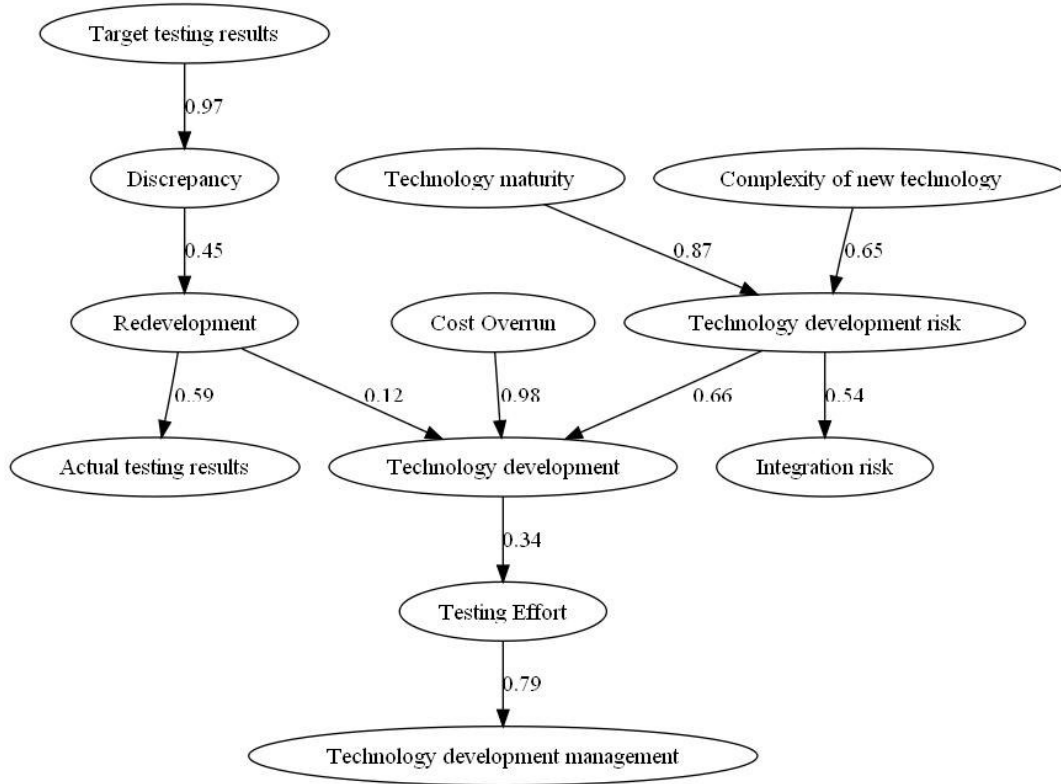 Target testing results
0.97
Discrepancy
Technology maturity
Complexity of new technology
0.45
0.87
0.65
Redevelopment
Cost Overrun
Technology development risk
0.59
0.12
0.98
0.66
0.54
Actual testing results
Technology development
Integration risk
0.34
Testing Effort
0.79
Technology development management